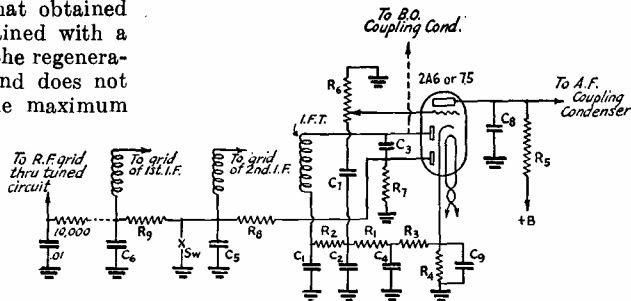 hat obtained
ained with a
he regenera-
nd does not
e maximum
To B.O.
Coupling Cond.
2A6 or 75
To A.F.
Coupling
Condenser
R6
I.F.T.
C3
C7
R7
C8
R5
+B
To R.F. grid
thru tuned
circuit
To grid
of 1st. I.F.
To grid
of 2nd. I.F.
10,000
R9
R8
.01
C6
Sw
C5
R2
R1
R3
C1
C2
C4
R4
C9